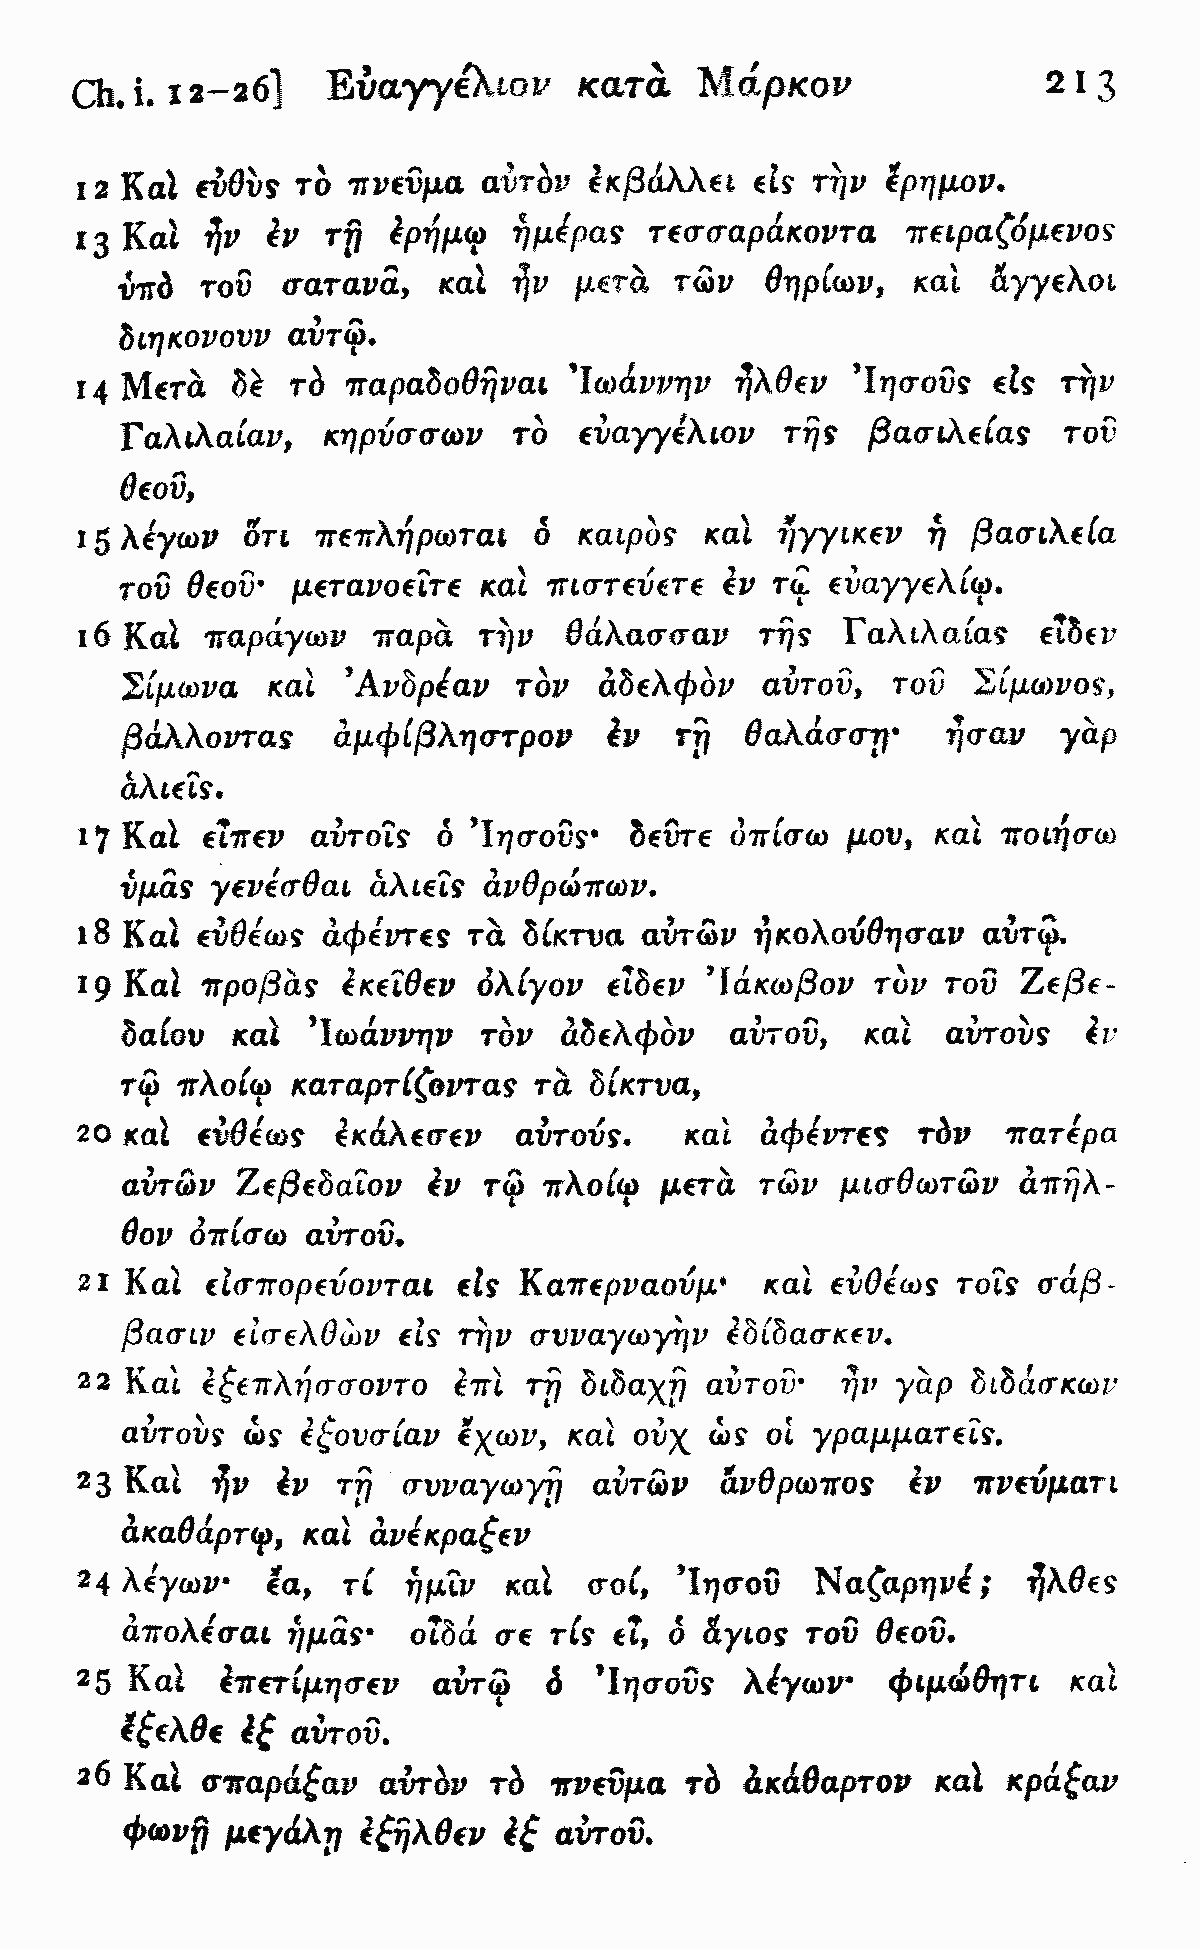 Ch. i. 12–26] Εὐαγγέλιον κατὰ Μάρκον 213
12 Καὶ εὐθὺς τὸ πνεῦμα αὐτὸν ἐκβάλλει εἰς τὴν ἔρημον.
13 Καὶ ἦν ἐν τῇ ἐρήμῳ ἡμέρας τεσσαράκοντα πειραζόμενος
ὑπὸ τοῦ σατανᾶ, καὶ ἦν μετὰ τῶν θηρίων, καὶ ἄγγελοι
διηκονουν αὐτῷ.
14 Μετὰ δὲ τὸ παραδοθῆναι Ἰωάννην ἦλθεν Ἰησοῦς εἰς τὴν
Γαλιλαίαν, κηρύσσων τὸ εὐαγγέλιον τῆς βασιλείας τοῦ
θεοῦ,
15 λέγων ὅτι πεπλήρωται ὁ καιρὸς καὶ ἤγγικεν ἡ βασιλεία
τοῦ θεοῦ· μετανοεῖτε καὶ πιστεύετε ἐν τῷ εὐαγγελίῳ.
16 Καὶ παράγων παρὰ τὴν θάλασσαν τῆς Γαλιλαίας εἶδεν
Σίμωνα καὶ Ἀνδρέαν τὸν ἀδελφὸν αὐτοῦ, τοῦ Σίμωνος,
βάλλοντας ἀμφίβληστρον ἐν τῇ θαλάσσῃ· ἦσαν γὰρ
ἁλιεῖς.
17 Καὶ εἶπεν αὐτοῖς ὁ Ἰησοῦς· δεῦτε ὀπίσω μου, καὶ ποιήσω
ὑμᾶς γενέσθαι ἁλιεῖς ἀνθρώπων.
18 Καὶ εὐθέως ἀφέντες τὰ δίκτυα αὐτῶν ἠκολούθησαν αὐτῷ.
19 Καὶ προβὰς ἐκεῖθεν ὀλίγον εἶδεν Ἰάκωβον τὸν τοῦ Ζεβε-
δαίου καὶ Ἰωάννην τὸν ἀδελφὸν αὐτοῦ, καὶ αὐτοὺς ἐν
τῷ πλοίῳ καταρτίζοντας τὰ δίκτυα,
20 καὶ εὐθέως ἐκάλεσεν αὐτούς. καὶ ἀφέντες τὸν πατέρα
αὐτῶν Ζεβεδαῖον ἐν τῷ πλοίῳ μετὰ τῶν μισθωτῶν ἀπῆλ-
θον ὀπίσω αὐτοῦ.
21 Καὶ εἰσπορεύονται εἰς Καπερναούμ· καὶ εὐθέως τοῖς σάβ-
βασιν εἰσελθὼν εἰς τὴν συναγωγὴν ἐδίδασκεν.
22 Καὶ ἐξεπλήσσοντο ἐπὶ τῇ διδαχῇ αὐτοῦ· ἦν γὰρ διδάσκων
αὐτοὺς ὡς ἐξουσίαν ἔχων, καὶ οὐχ ὡς οἱ γραμματεῖς.
23 Καὶ ἦν ἐν τῇ συναγωγῇ αὐτῶν ἄνθρωπος ἐν πνεύματι
ἀκαθάρτῳ, καὶ ἀνέκραξεν
24 λέγων· ἔα, τί ἡμῖν καὶ σοί, Ἰησοῦ Ναζαρηνέ; ἦλθες
ἀπολέσαι ἡμᾶς· οἶδά σε τίς εἶ, ὁ ἅγιος τοῦ θεοῦ.
25 Καὶ ἐπετίμησεν αὐτῷ ὁ Ἰησοῦς λέγων· φιμώθητι καὶ
ἔξελθε ἐξ αὐτοῦ.
26 Καὶ σπαράξαν αὐτὸν τὸ πνεῦμα τὸ ἀκάθαρτον καὶ κράξαν
φωνῇ μεγάλῃ ἐξῆλθεν ἐξ αὐτοῦ.